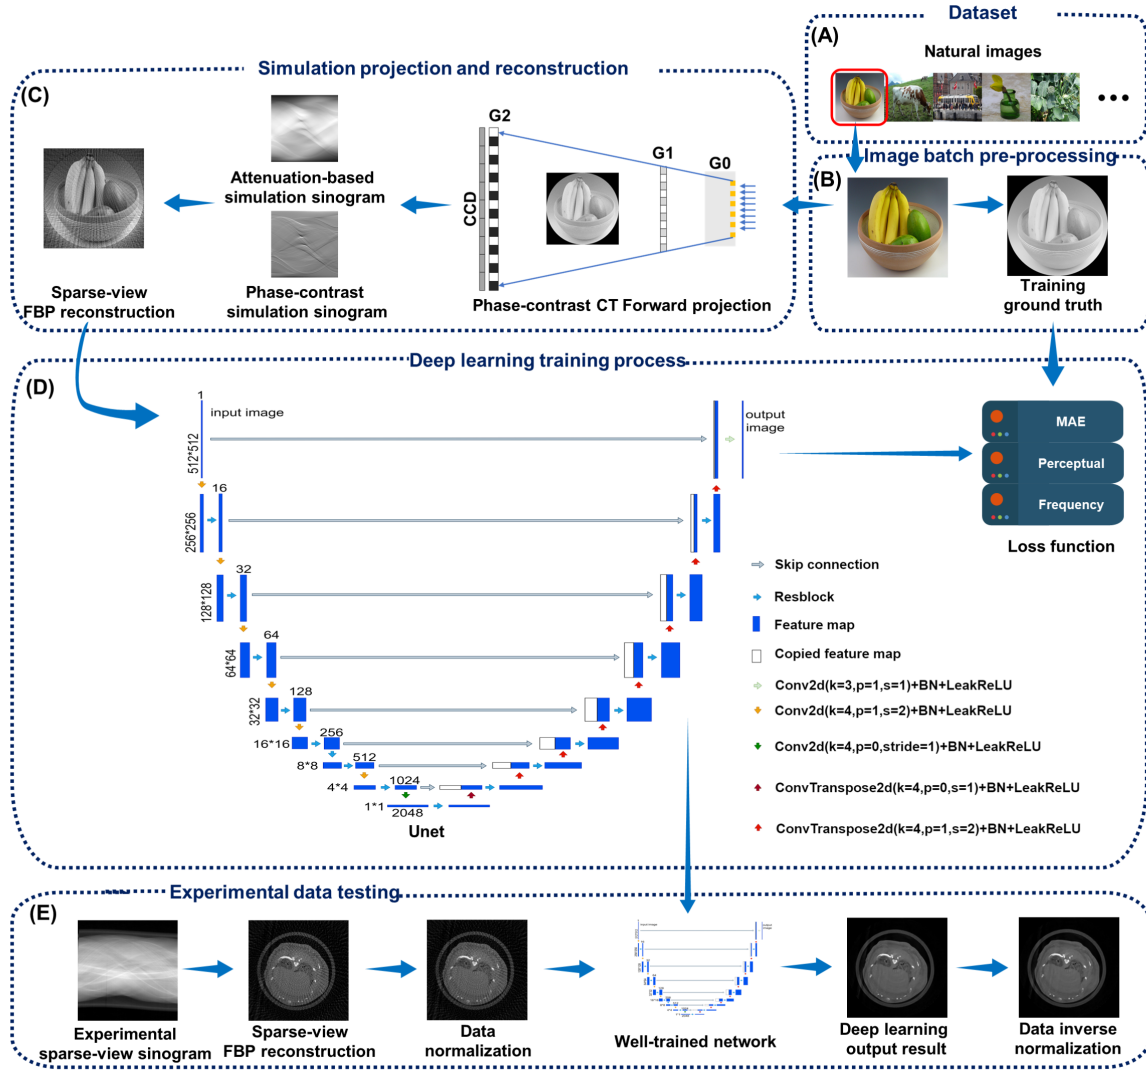 Dataset
(A)
Natural images
Simulation projection and reconstruction
(C)
Attenuation-based
simulation sinogram
Phase-contrast
simulation sinogram
Sparse-view
FBP reconstruction
G2
G1
G0
CCD
Phase-contrast CT Forward projection
Image batch pre-processing
(B)
Training
ground truth
Deep learning training process
(D)
1
input image
output
image
512*512
16
256*256
32
128*128
64
64*64
128
32*32
256
16*16
512
8*8
1024
4*4
1*1
2048
Unet
MAE
Perceptual
Frequency
Loss function
Skip connection
Resblock
Feature map
Copied feature map
Conv2d(k=3,p=1,s=1)+BN+LeakReLU
Conv2d(k=4,p=1,s=2)+BN+LeakReLU
Conv2d(k=4,p=0,stride=1)+BN+LeakReLU
ConvTranspose2d(k=4,p=0,s=1)+BN+LeakReLU
ConvTranspose2d(k=4,p=1,s=2)+BN+LeakReLU
Experimental data testing
(E)
Experimental
sparse-view sinogram
Sparse-view
FBP reconstruction
Data
normalization
Well-trained network
Deep learning
output result
Data inverse
normalization